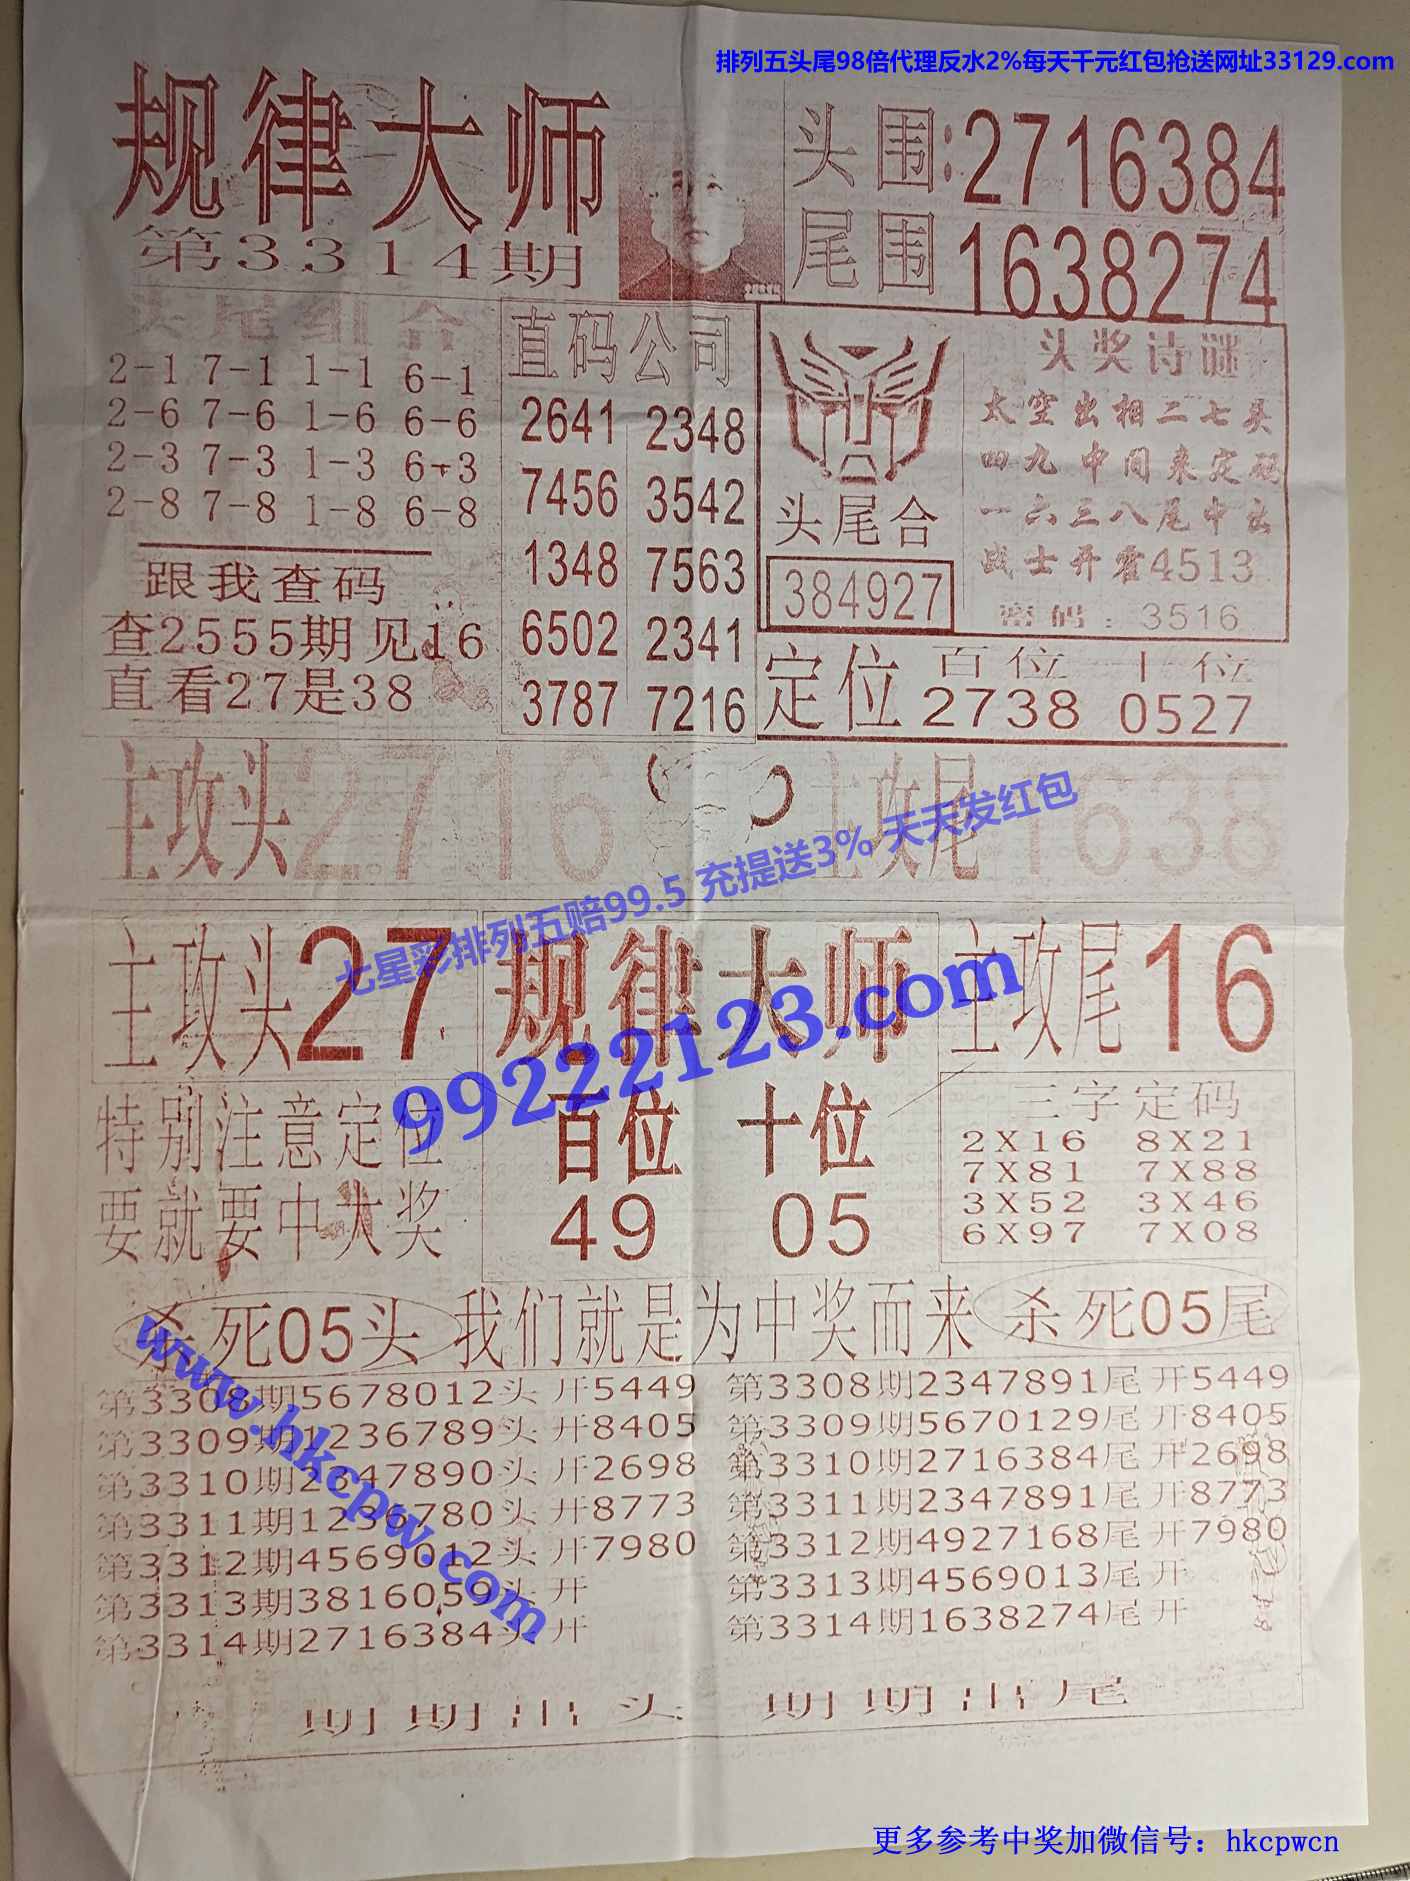 排列五头尾98倍代理反水2%每天千元红包抢送网址33129.com
规律大师
第3314期
头围:2716384
尾围1638274
头尾组合
2-1 7-1 1-1 6-1
2-6 7-6 1-6 6-6
2-3 7-3 1-3 6-3
2-8 7-8 1-8 6-8
跟我查码
查2555期见16
直看27是38
直码公司
2641 2348
7456 3542
1348 7563
6502 2341
3787 7216
头尾合
384927
头奖诗谜
太空出相二七头
四九中间来定码
一六三八尾中出
战士开霍4513
密码:3516
定位 百位 十位
2738 0527
主攻头2716 主攻尾1638
七星彩排列五赔99.5 充提送3% 天天发红包
99222123.com
主攻头27
规律大师
主攻尾16
特别注意定位
要就要中大奖
百位 十位
49 05
三字定码
2X16 8X21
7X81 7X88
3X52 3X46
6X97 7X08
杀死05头 我们就是为中奖而来 杀死05尾
www.hkcpw.com
第3308期5678012头开5449 第3308期2347891尾开5449
第3309期1236789头开8405 第3309期5670129尾开8405
第3310期2347890头开2698 第3310期2716384尾开2698
第3311期1236780头开8773 第3311期2347891尾开8773
第3312期4569012头开7980 第3312期4927168尾开7980
第3313期3816059头开 第3313期4569013尾开
第3314期2716384头开 第3314期1638274尾开
期期出头 期期出尾
更多参考中奖加微信号：hkcpwcn